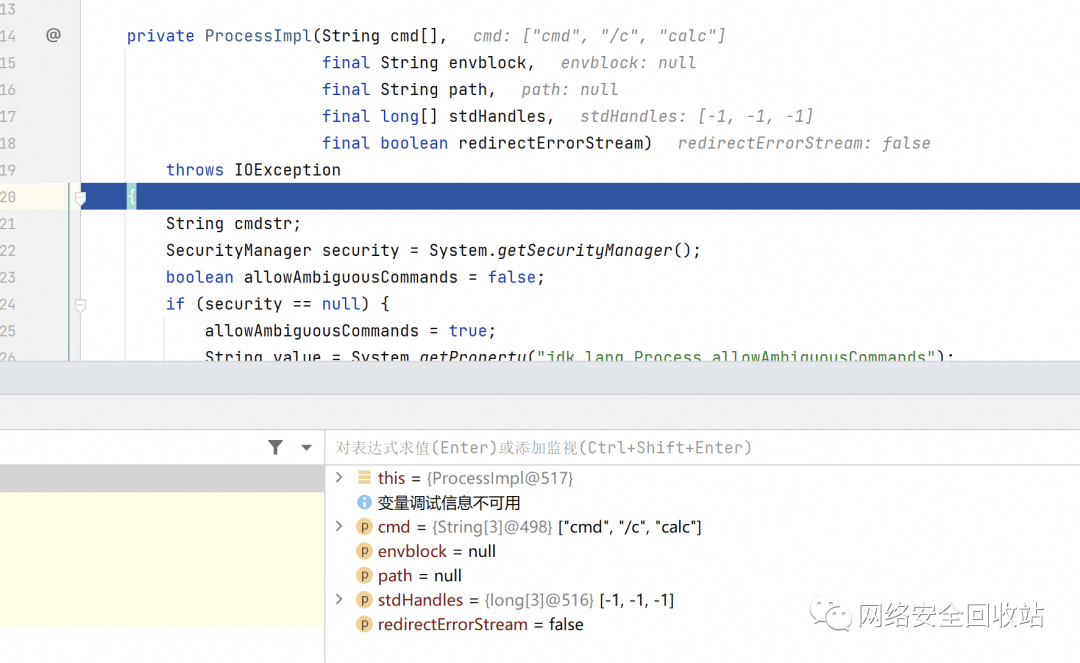 13
14 @ private ProcessImpl(String cmd[], cmd: ["cmd", "/c", "calc"]
15 final String envblock, envblock: null
16 final String path, path: null
17 final long[] stdHandles, stdHandles: [-1, -1, -1]
18 final boolean redirectErrorStream) redirectErrorStream: false
19 throws IOException
20 {
21 String cmdstr;
22 SecurityManager security = System.getSecurityManager();
23 boolean allowAmbiguousCommands = false;
24 if (security == null) {
25 allowAmbiguousCommands = true;
26 String value = System.getProperty("jdk.lang.Process.allowAmbiguousCommands");
对表达式求值(Enter)或添加监视(Ctrl+Shift+Enter)
this = {ProcessImpl@517}
变量调试信息不可用
p cmd = {String[3]@498} ["cmd", "/c", "calc"]
p envblock = null
p path = null
p stdHandles = {long[3]@516} [-1, -1, -1]
p redirectErrorStream = false
网络安全回收站